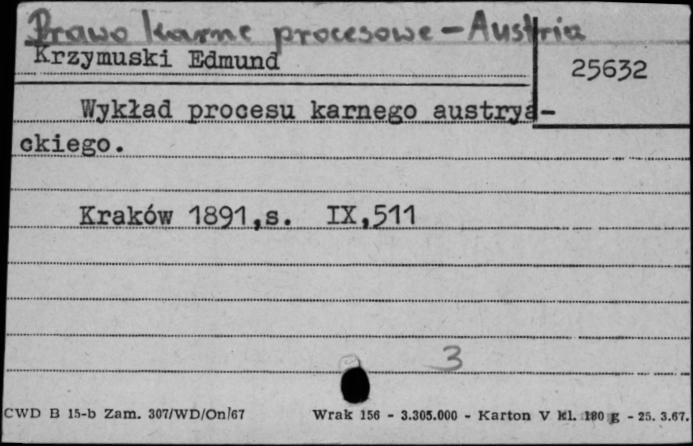 Prawo karne procesowe - Austria
Krzymuski Edmund
25632
Wykład procesu karnego austrya-
ckiego.
Kraków 1891,s. IX,511
3
CWD B 15-b Zam. 307/WD/On/67 Wrak 156 - 3.305.000 - Karton V kl. 180 g - 25. 3.67.